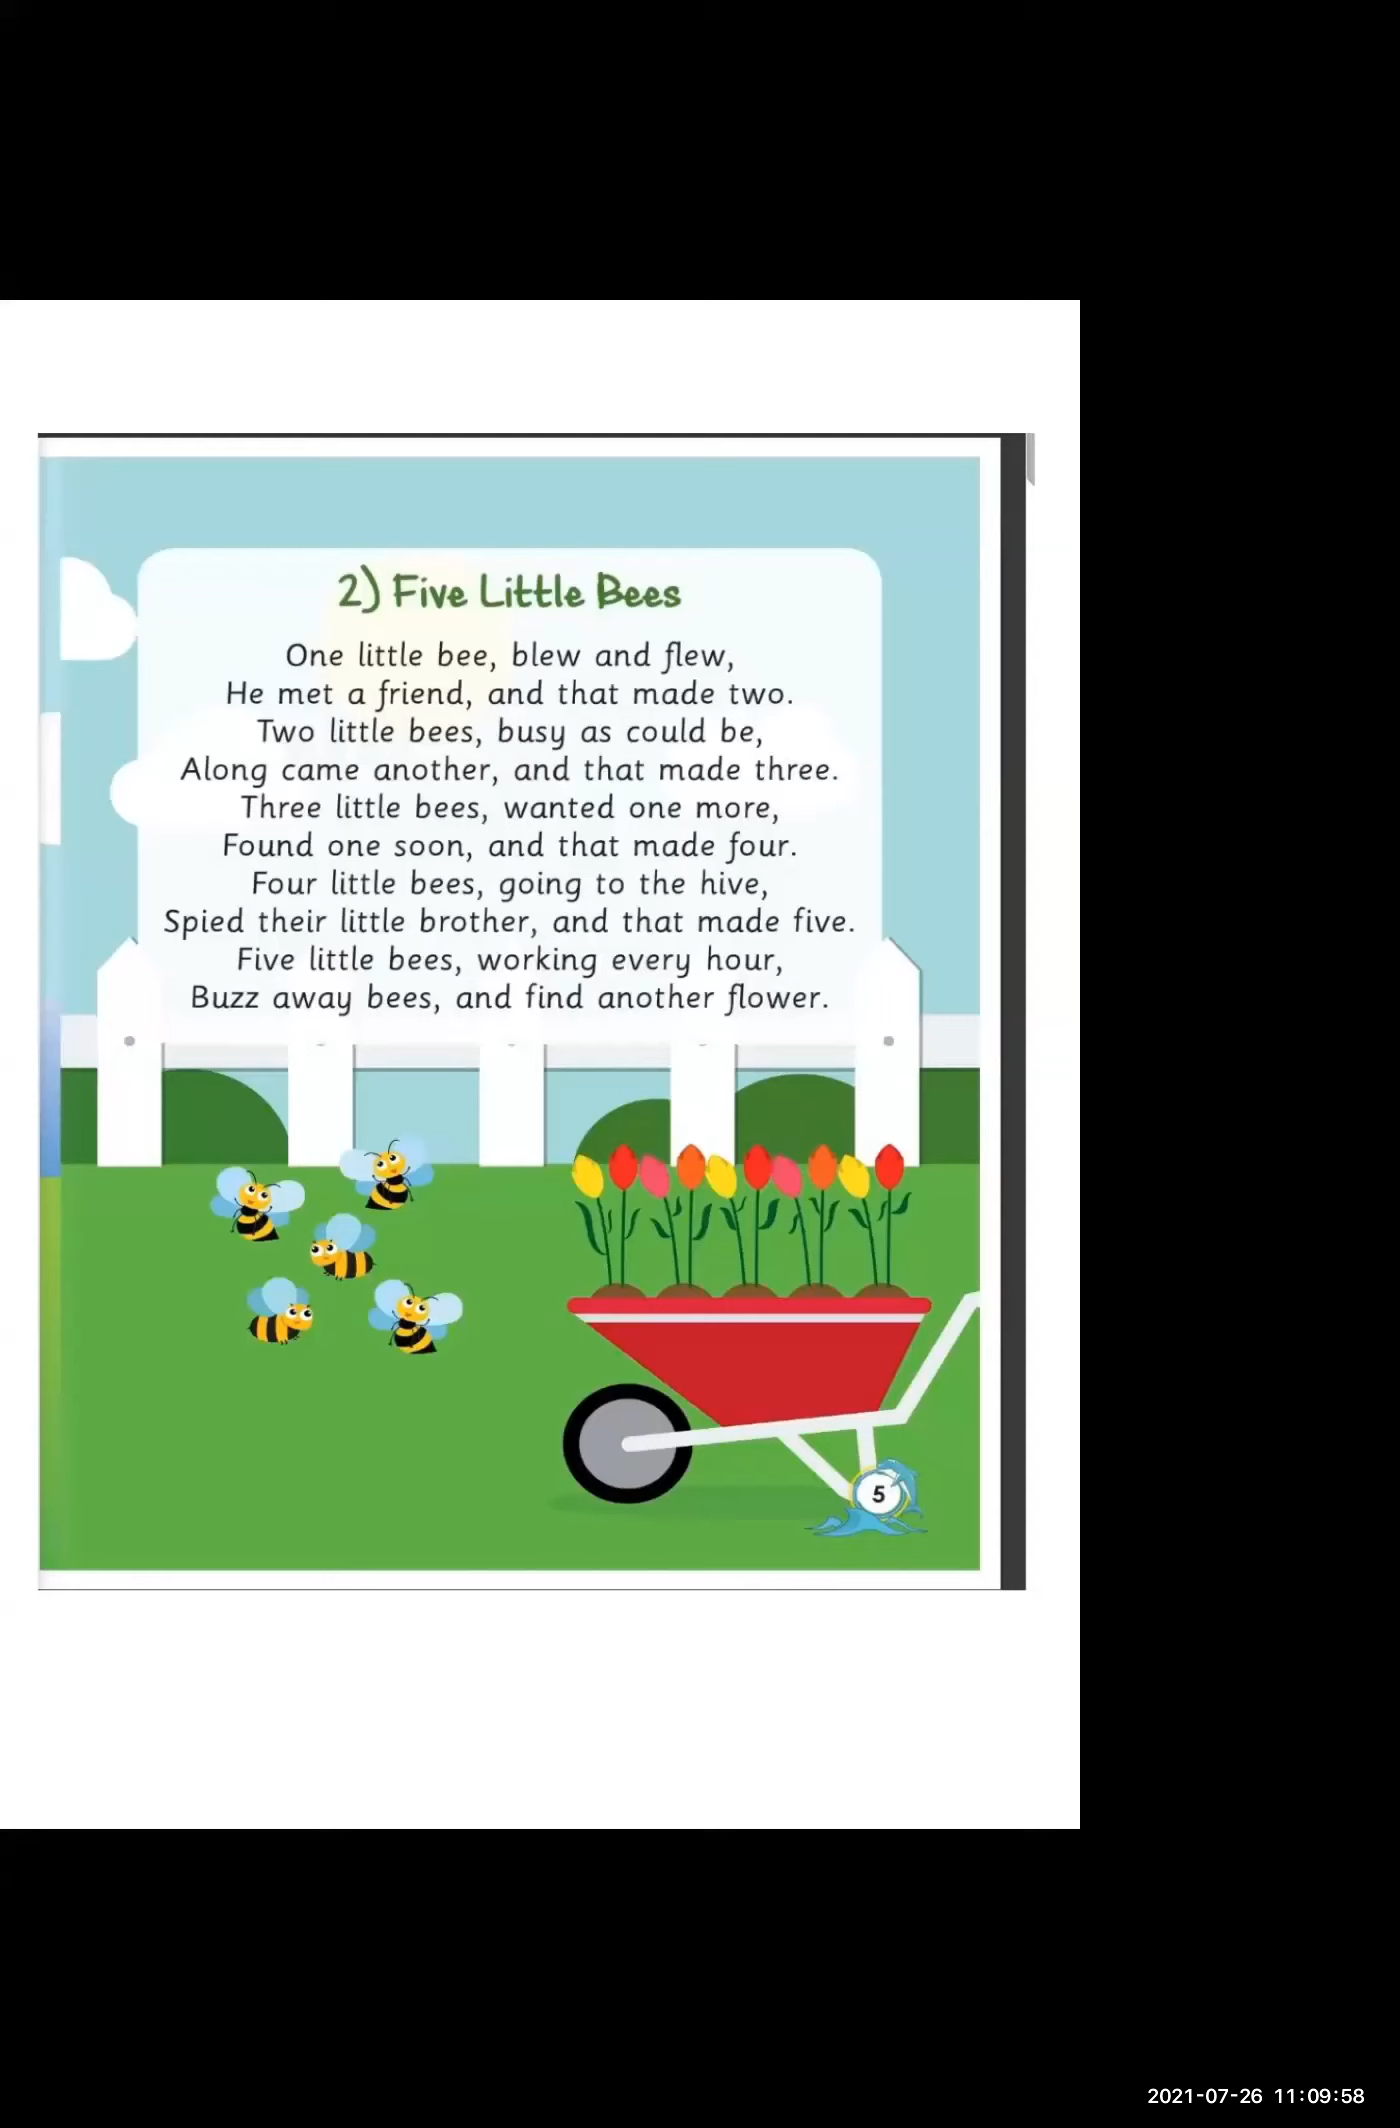 2) Five Little Bees
One little bee, blew and flew,
He met a friend, and that made two.
Two little bees, busy as could be,
Along came another, and that made three.
Three little bees, wanted one more,
Found one soon, and that made four.
Four little bees, going to the hive,
Spied their little brother, and that made five.
Five little bees, working every hour,
Buzz away bees, and find another flower.
5
2021-07-26 11:09:58